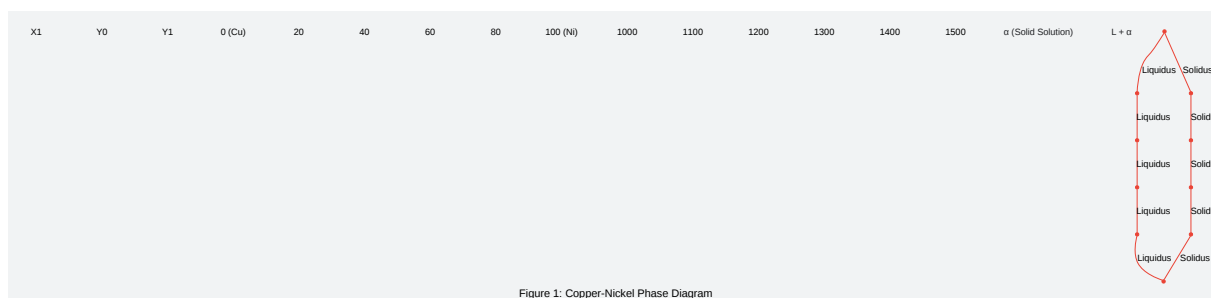 X1 Y0 Y1 0 (Cu) 20 40 60 80 100 (Ni) 1000 1100 1200 1300 1400 1500 α (Solid Solution) L + α
Liquidus Solidus
Liquidus Solid
Liquidus Solid
Liquidus Solid
Liquidus Solidus
Figure 1: Copper-Nickel Phase Diagram